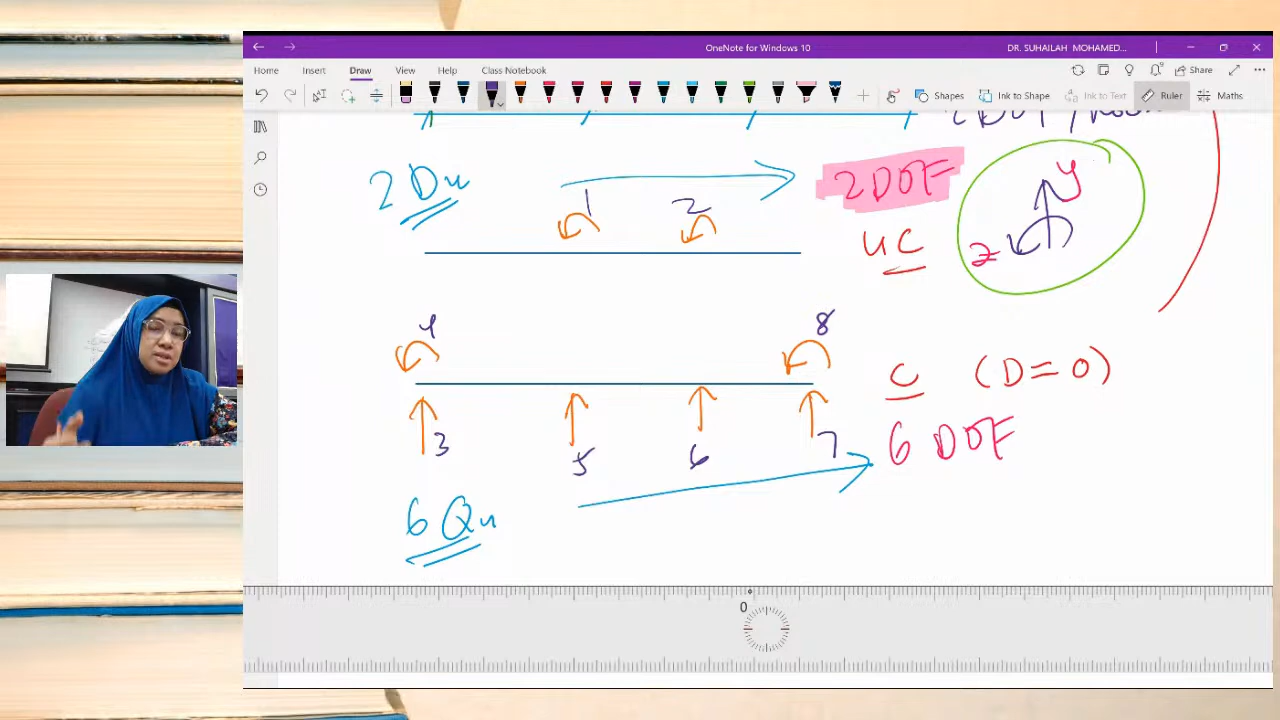 OneNote for Windows 10
DR. SUHAILAH MOHAMED...
Home Insert Draw View Help Class Notebook
Share
Shapes Ink to Shape Ink to Text Ruler Maths
2 Du
2DOF
y
z
1 2
uc
4 8
c (D=0)
3 5 6 7
6 DOF
6 Qu
0